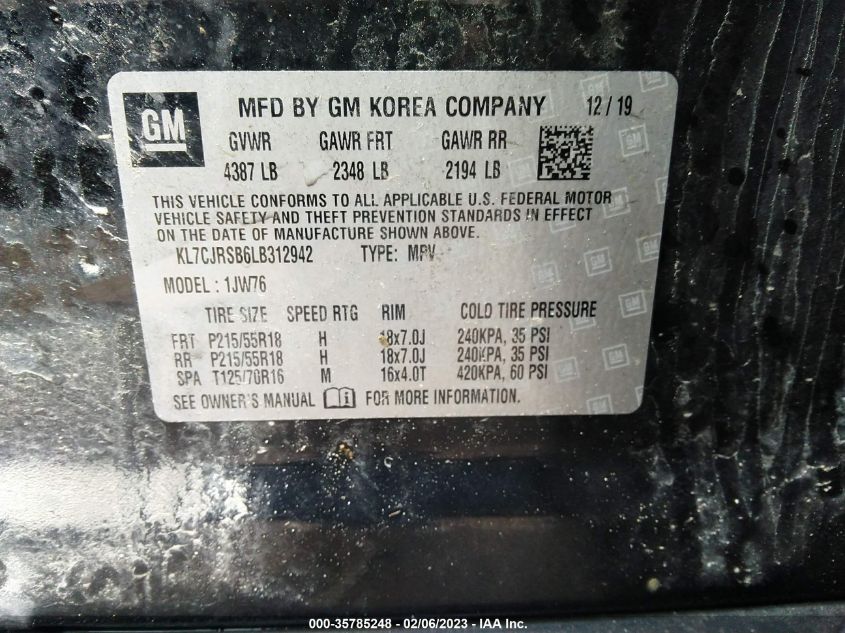 GM MFD BY GM KOREA COMPANY 12/19
GVWR GAWR FRT GAWR RR
4387 LB 2348 LB 2194 LB
THIS VEHICLE CONFORMS TO ALL APPLICABLE U.S. FEDERAL MOTOR
VEHICLE SAFETY AND THEFT PREVENTION STANDARDS IN EFFECT
ON THE DATE OF MANUFACTURE SHOWN ABOVE.
KL7CJRSB6LB312942 TYPE: MPV
MODEL : 1JW76
TIRE SIZE SPEED RTG RIM COLD TIRE PRESSURE
FRT P215/55R18 H 18x7.0J 240KPA, 35 PSI
RR P215/55R18 H 18x7.0J 240KPA, 35 PSI
SPA T125/70R16 M 16x4.0T 420KPA, 60 PSI
SEE OWNER'S MANUAL i FOR MORE INFORMATION.
000-35785248 - 02/06/2023 - IAA Inc.